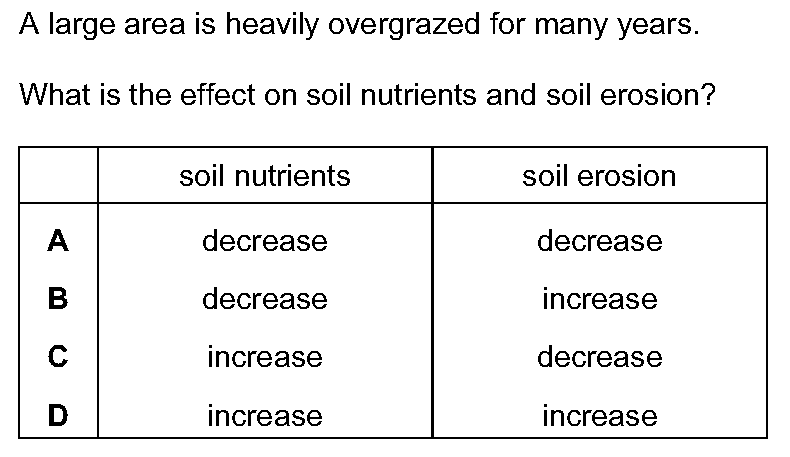 A large area is heavily overgrazed for many years.
What is the effect on soil nutrients and soil erosion?
soil nutrients soil erosion
A decrease decrease
B decrease increase
C increase decrease
D increase increase